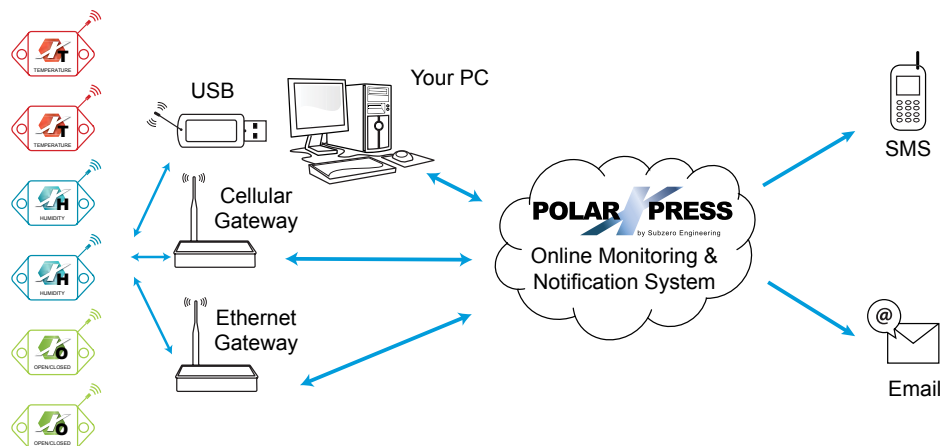 T
TEMPERATURE
T
TEMPERATURE
H
HUMIDITY
H
HUMIDITY
O
OPEN/CLOSED
O
OPEN/CLOSED
USB
Your PC
Cellular
Gateway
Ethernet
Gateway
POLAR XPRESS
by Subzero Engineering
Online Monitoring &
Notification System
SMS
@
Email